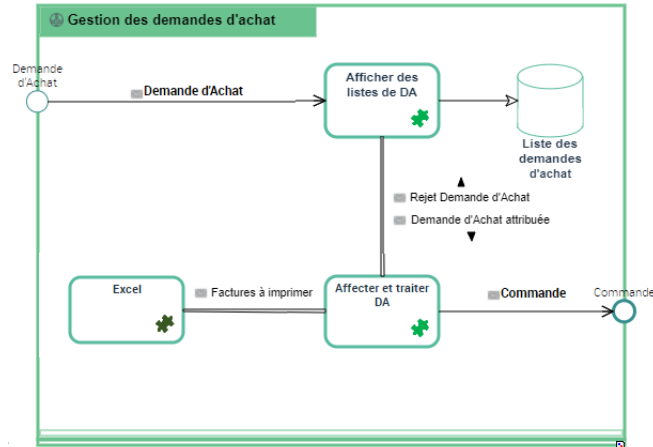 Gestion des demandes d'achat
Demande
d'Achat
Demande d'Achat
Afficher des
listes de DA
Liste des
demandes
d'achat
Rejet Demande d'Achat
Demande d'Achat attribuée
Excel
Factures à imprimer
Affecter et traiter
DA
Commande
Commande